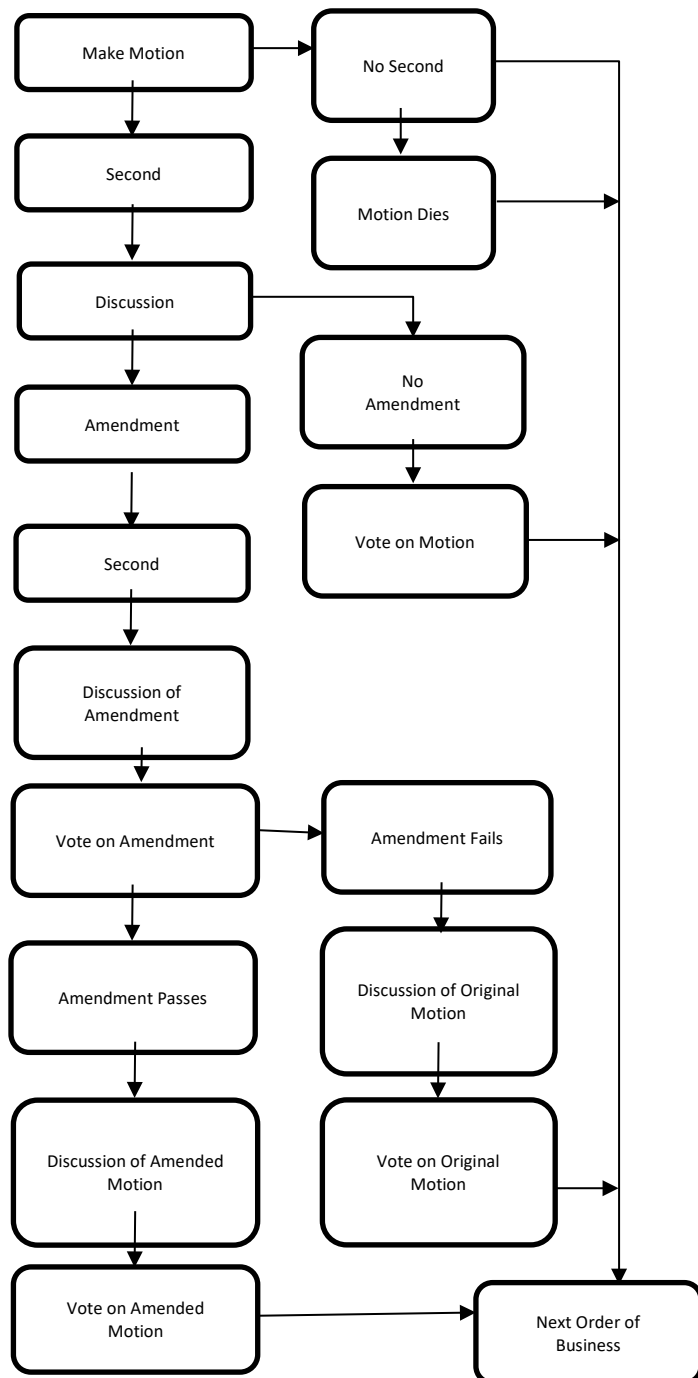 Make Motion
No Second
Second
Motion Dies
Discussion
No
Amendment
Amendment
Vote on Motion
Second
Discussion of
Amendment
Vote on Amendment
Amendment Fails
Amendment Passes
Discussion of Original
Motion
Discussion of Amended
Motion
Vote on Original
Motion
Vote on Amended
Motion
Next Order of
Business